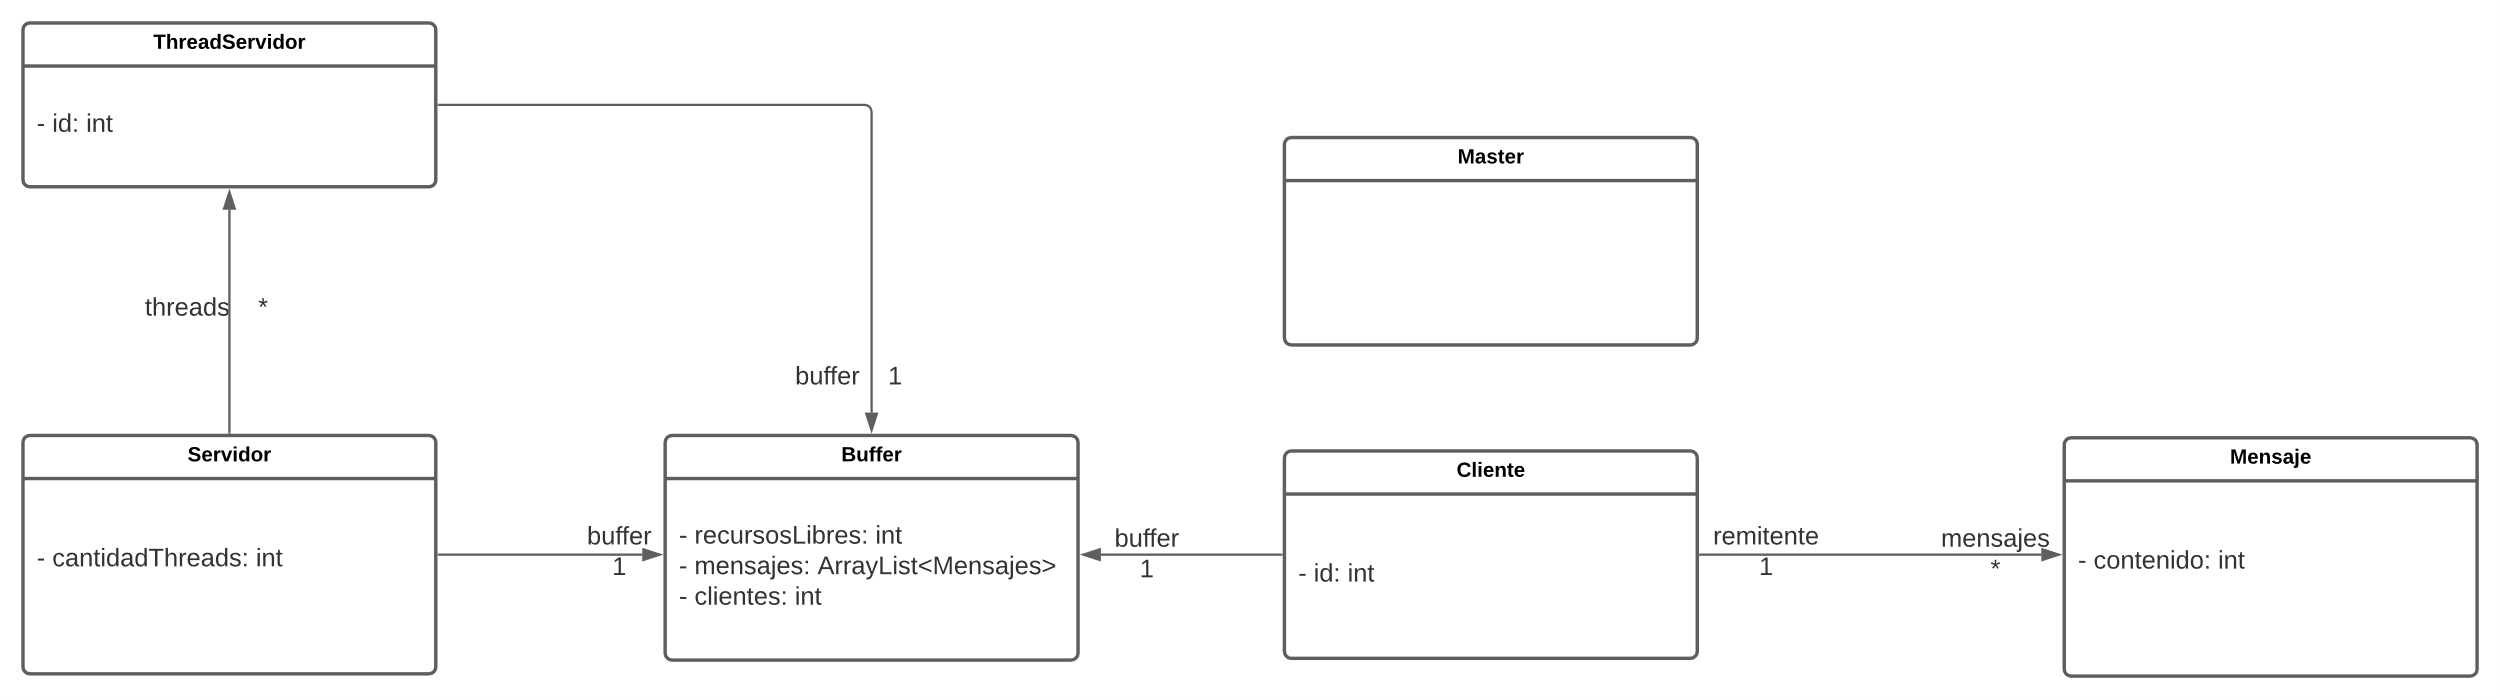 ThreadServidor
- id: int
Master
threads *
buffer 1
Servidor
- cantidadThreads: int
buffer
1
Buffer
- recursosLibres: int
- mensajes: ArrayList<Mensajes>
- clientes: int
buffer
1
Cliente
- id: int
remitente
1
mensajes
*
Mensaje
- contenido: int